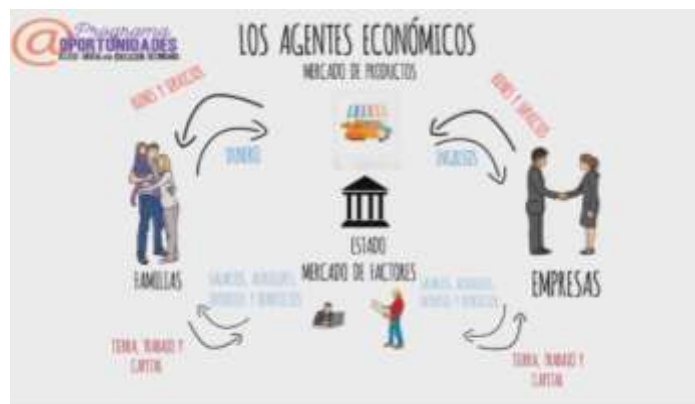 @Programa
OPORTUNIDADES
LOS AGENTES ECONÓMICOS
MERCADO DE PRODUCTOS
BIENES Y SERVICIOS
BIENES Y SERVICIOS
DINERO
INGRESOS
ESTADO
FAMILIAS
MERCADO DE FACTORES
EMPRESAS
SALARIOS, ALQUILERES,
INTERESES Y BENEFICIOS
SALARIOS, ALQUILERES,
INTERESES Y BENEFICIOS
TIERRA, TRABAJO Y
CAPITAL
TIERRA, TRABAJO Y
CAPITAL